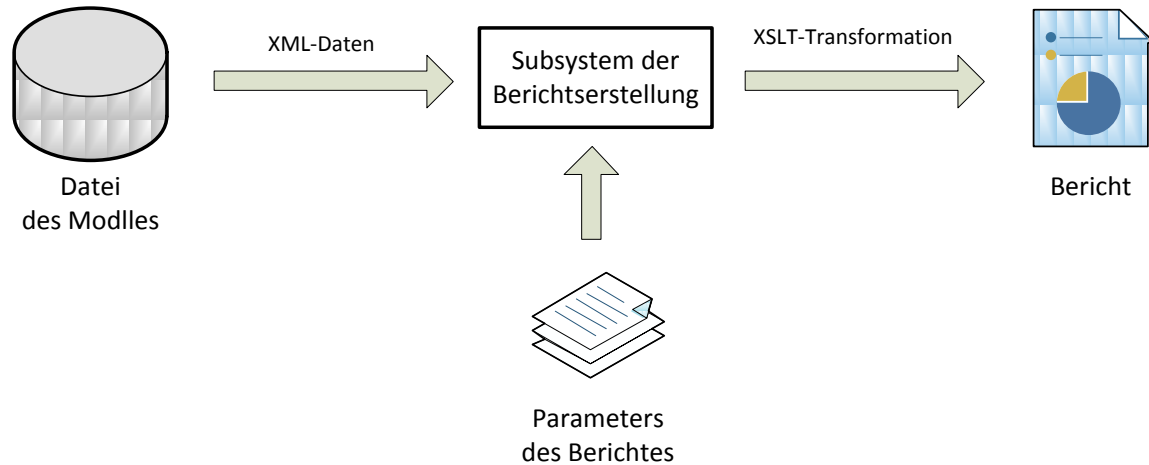 XML-Daten
XSLT-Transformation
Subsystem der
Berichtserstellung
Datei
des Modlles
Bericht
Parameters
des Berichtes